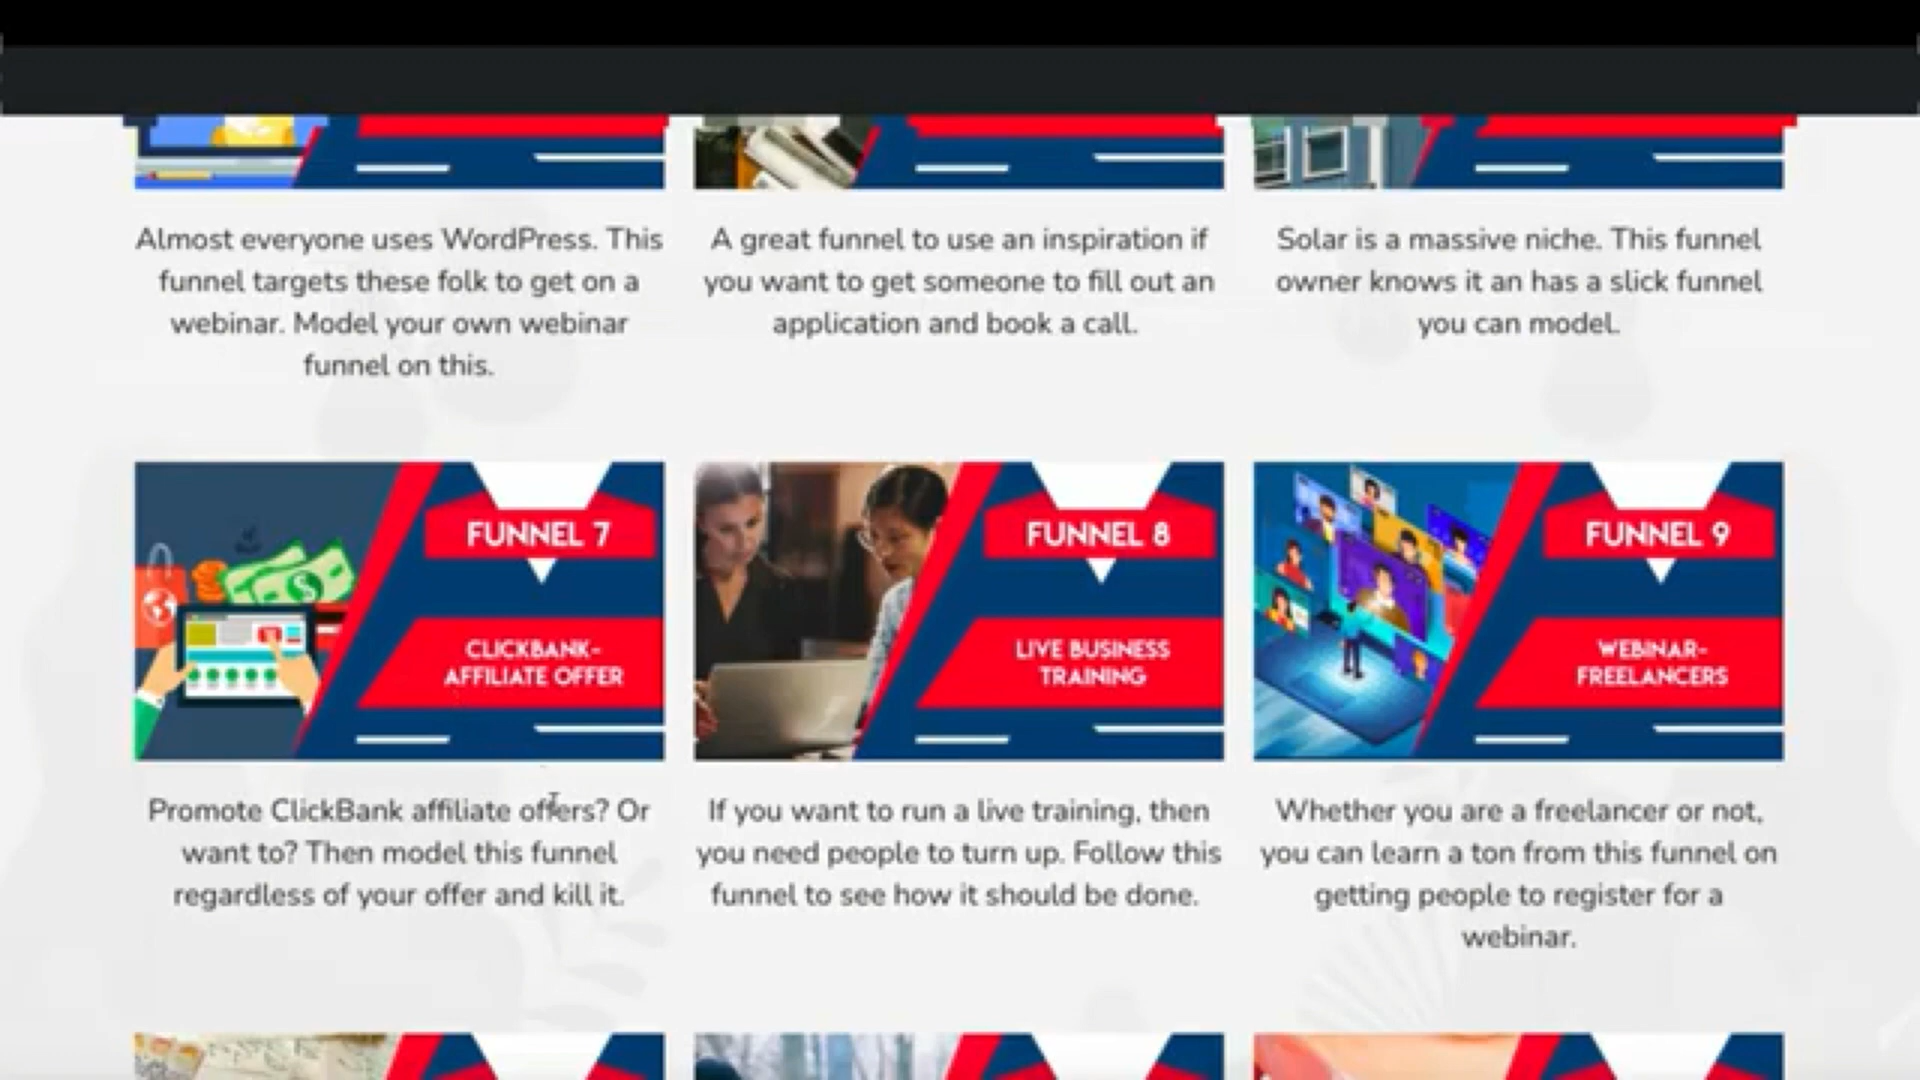 Almost everyone uses WordPress. This
funnel targets these folk to get on a
webinar. Model your own webinar
funnel on this.
A great funnel to use an inspiration if
you want to get someone to fill out an
application and book a call.
Solar is a massive niche. This funnel
owner knows it an has a slick funnel
you can model.
FUNNEL 7
CLICKBANK-
AFFILIATE OFFER
FUNNEL 8
LIVE BUSINESS
TRAINING
FUNNEL 9
WEBINAR-
FREELANCERS
Promote ClickBank affiliate offers? Or
want to? Then model this funnel
regardless of your offer and kill it.
If you want to run a live training, then
you need people to turn up. Follow this
funnel to see how it should be done.
Whether you are a freelancer or not,
you can learn a ton from this funnel on
getting people to register for a
webinar.